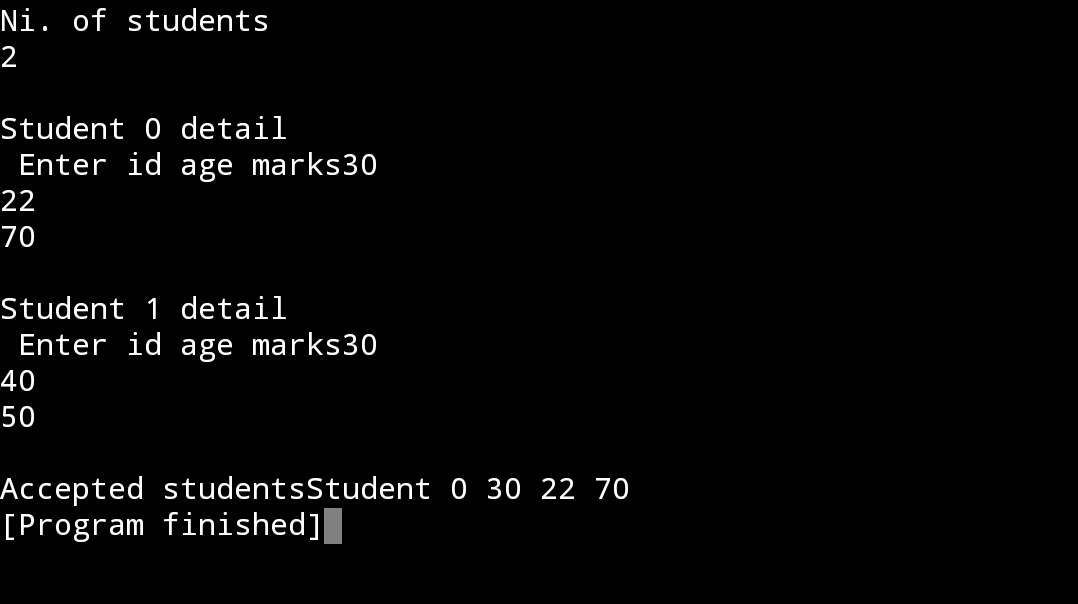 Ni. of students
2
Student 0 detail
Enter id age marks30
22
70
Student 1 detail
Enter id age marks30
40
50
Accepted studentsStudent 0 30 22 70
[Program finished]